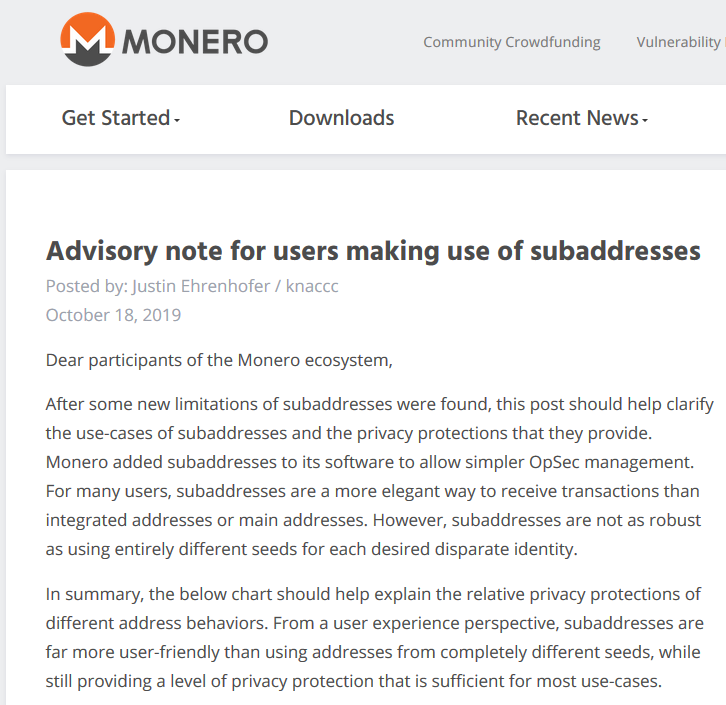 MONERO
Community Crowdfunding
Vulnerability
Get Started
Downloads
Recent News
Advisory note for users making use of subaddresses
Posted by: Justin Ehrenhofer / knaccc
October 18, 2019
Dear participants of the Monero ecosystem,
After some new limitations of subaddresses were found, this post should help clarify
the use-cases of subaddresses and the privacy protections that they provide.
Monero added subaddresses to its software to allow simpler OpSec management.
For many users, subaddresses are a more elegant way to receive transactions than
integrated addresses or main addresses. However, subaddresses are not as robust
as using entirely different seeds for each desired disparate identity.
In summary, the below chart should help explain the relative privacy protections of
different address behaviors. From a user experience perspective, subaddresses are
far more user-friendly than using addresses from completely different seeds, while
still providing a level of privacy protection that is sufficient for most use-cases.